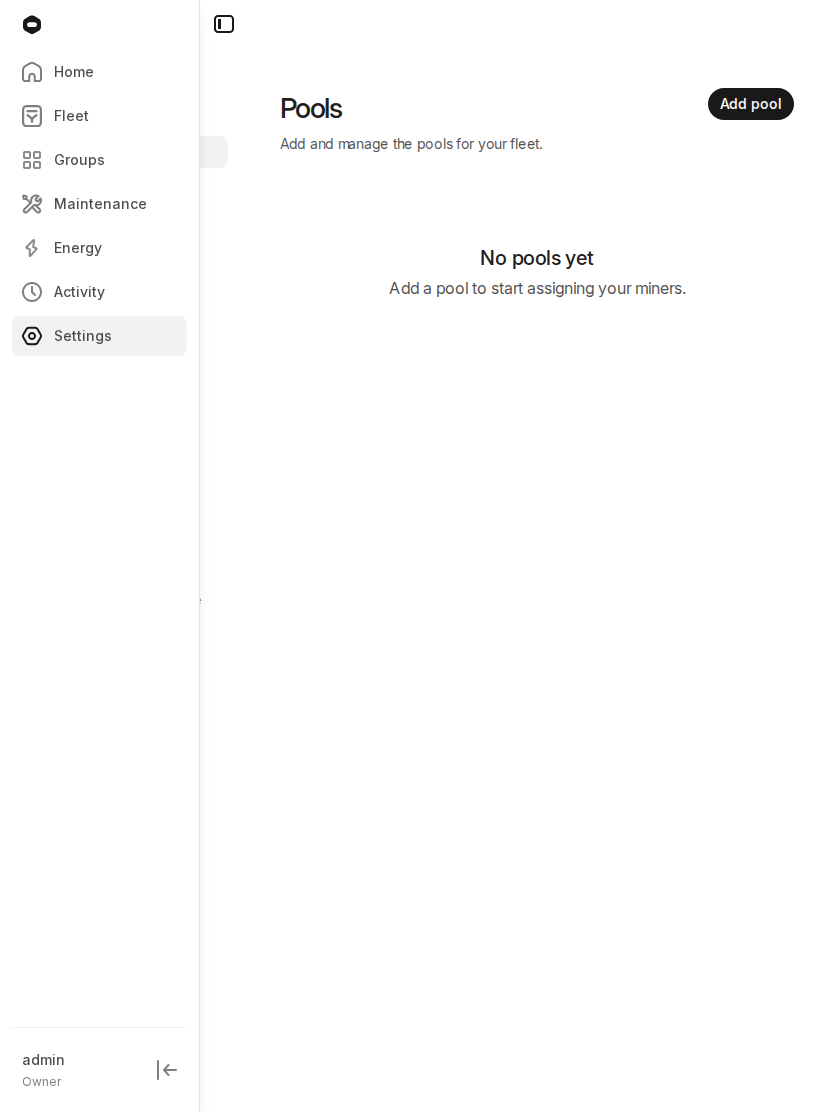 Home
Fleet
Groups
Maintenance
Energy
Activity
Settings
admin
Owner
Pools
Add pool
Add and manage the pools for your fleet.
No pools yet
Add a pool to start assigning your miners.